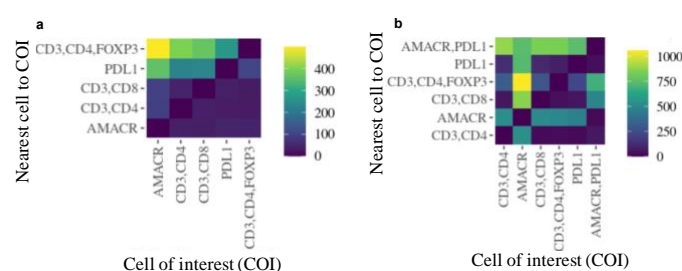 a
Nearest cell to COI
CD3,CD4,FOXP3
PDL1
CD3,CD8
CD3,CD4
AMACR
AMACR
CD3,CD4
CD3,CD8
PDL1
CD3,CD4,FOXP3
Cell of interest (COI)
400
300
200
100
0
b
Nearest cell to COI
AMACR,PDL1
PDL1
CD3,CD4,FOXP3
CD3,CD8
AMACR
CD3,CD4
CD3,CD4
AMACR
CD3,CD8
CD3,CD4,FOXP3
PDL1
AMACR,PDL1
Cell of interest (COI)
1000
750
500
250
0